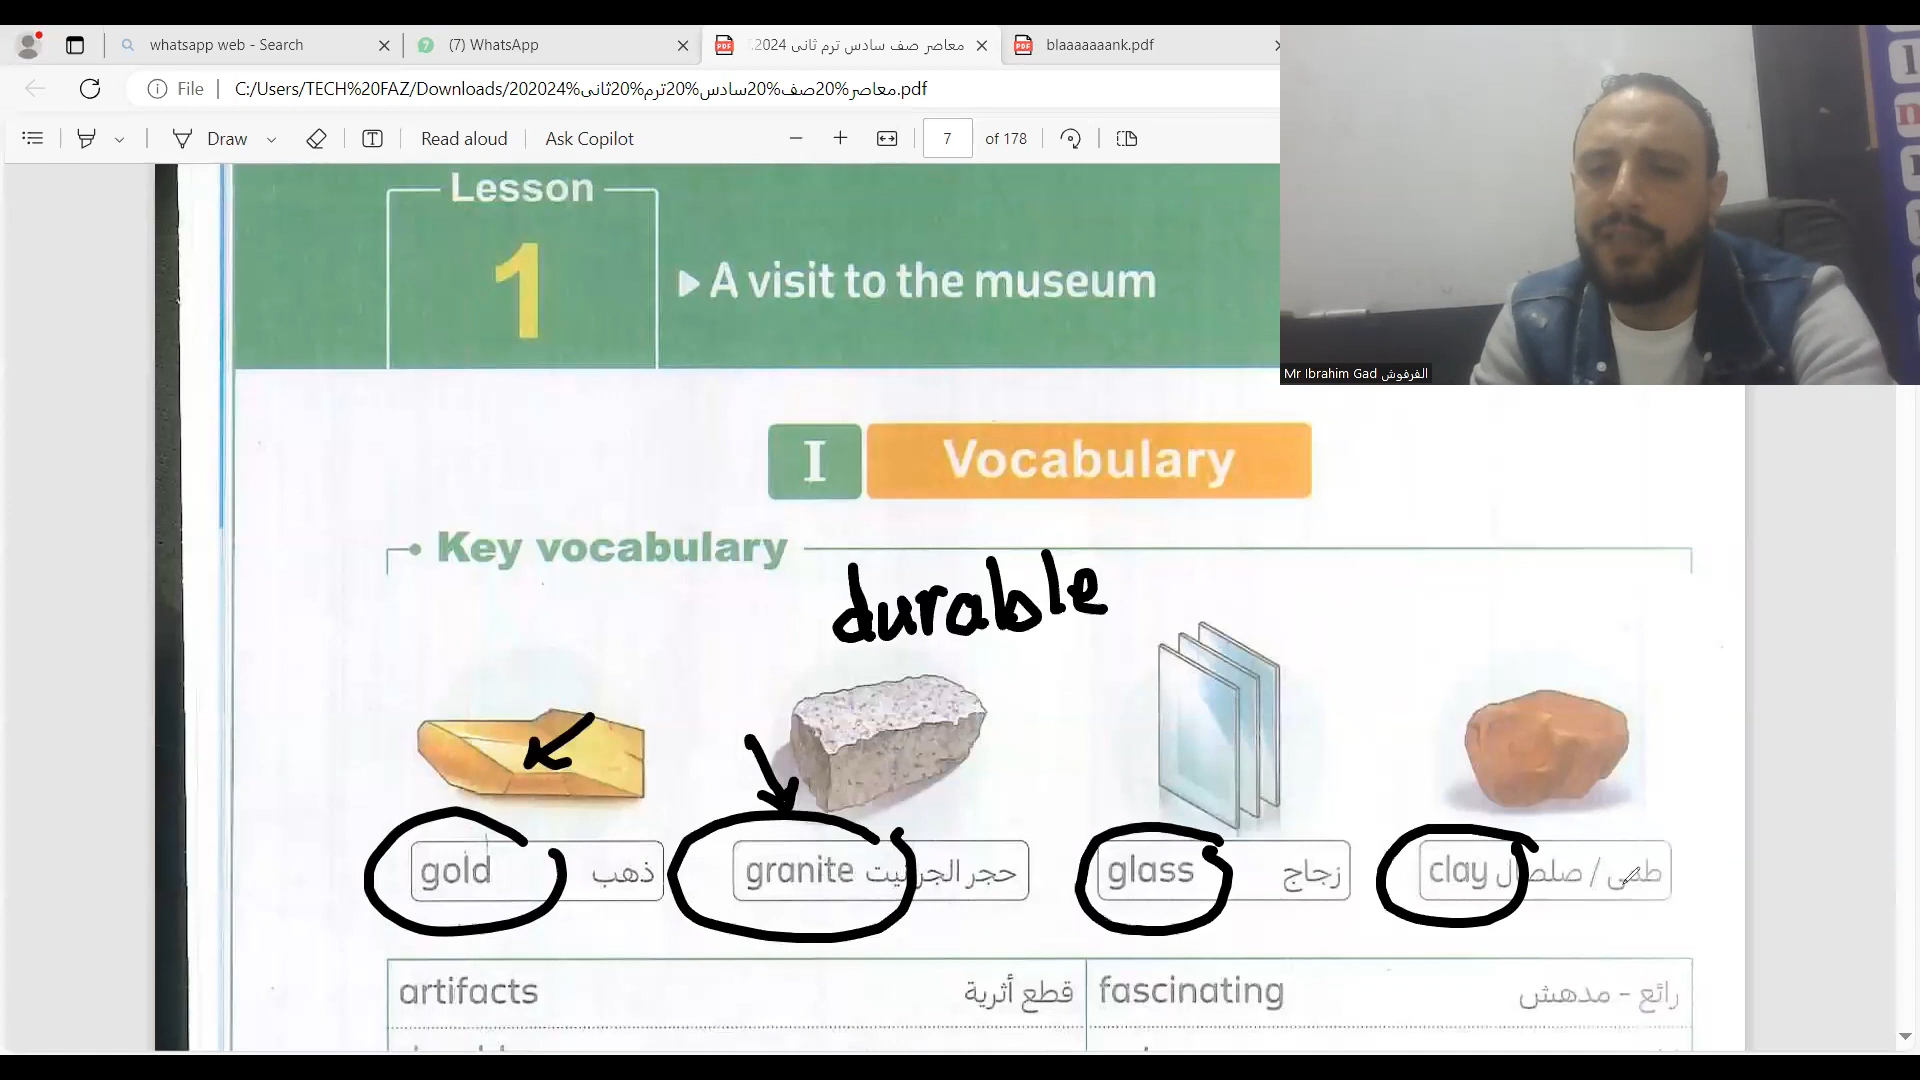 whatsapp web - Search
(7) WhatsApp
معاصر صف سادس ترم ثانى 2024
blaaaaaaank.pdf
File
C:/Users/TECH%20FAZ/Downloads/202024%معاصر%20صف%20سادس%20ترم%20ثانى.pdf
Draw
Read aloud
Ask Copilot
7 of 178
Mr Ibrahim Gad الفرفوش
Lesson
1
A visit to the museum
I Vocabulary
Key vocabulary
durable
gold ذهب
granite حجر الجرانيت
glass زجاج
clay طمى / صلصال
artifacts قطع أثرية
fascinating رائع - مدهش